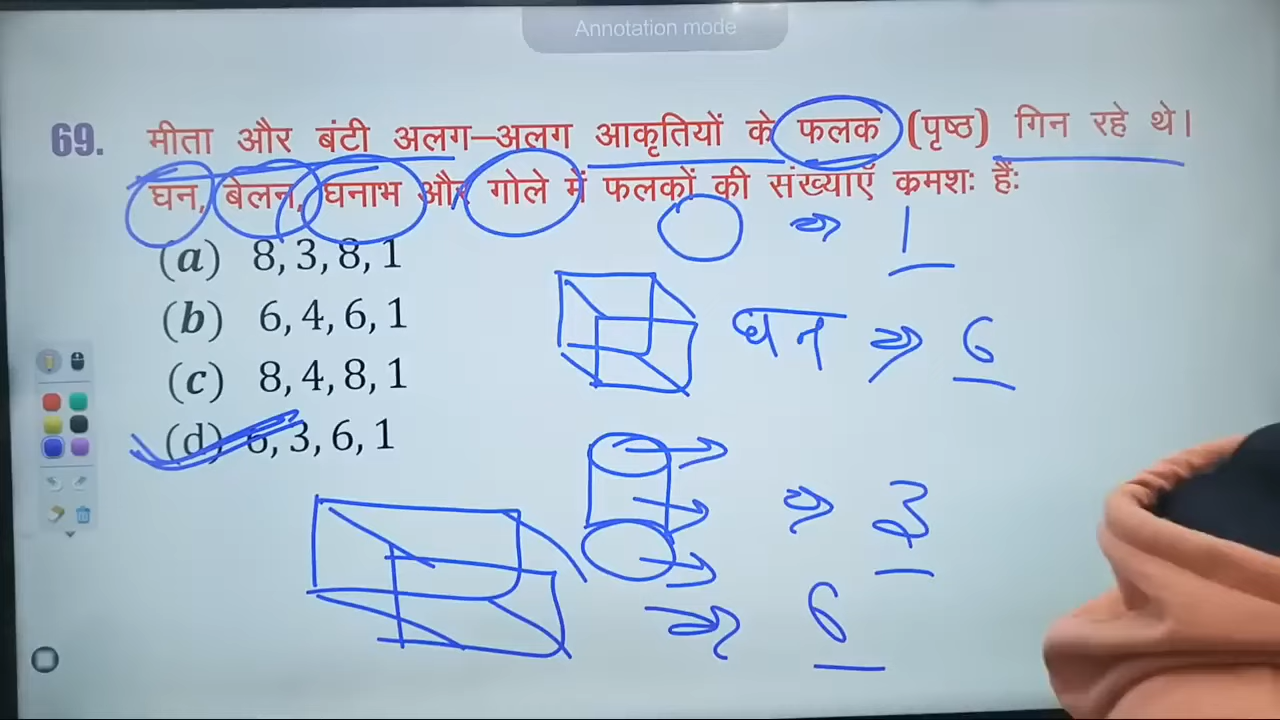 Annotation mode
69. मीता और बंटी अलग–अलग आकृतियों के फलक (पृष्ठ) गिन रहे थे।
घन, बेलन, घनाभ और गोले में फलकों की संख्याएँ क्रमशः हैं:
(a) 8, 3, 8, 1
(b) 6, 4, 6, 1
(c) 8, 4, 8, 1
(d) 6, 3, 6, 1
⇒ 1
घन ⇒ 6
⇒ 3
⇒ 6